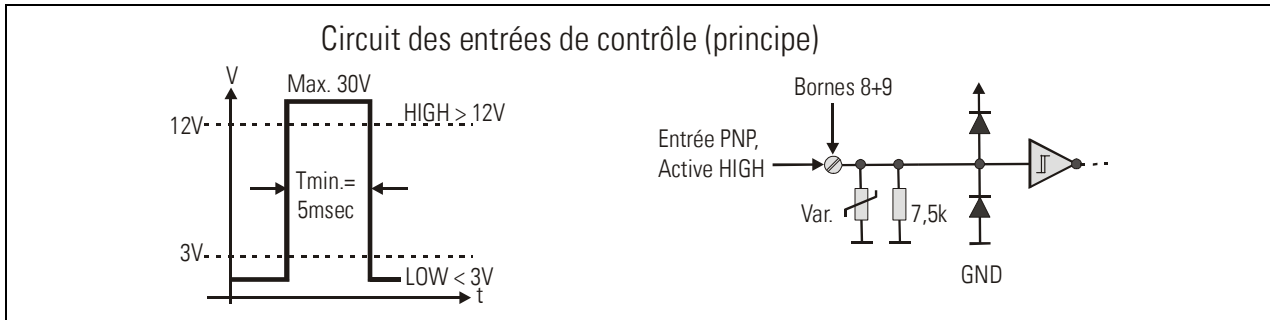 Circuit des entrées de contrôle (principe)
V
Max. 30V
12V
HIGH > 12V
Tmin.=
5msec
3V
LOW < 3V
t
Bornes 8+9
Entrée PNP,
Active HIGH
Var.
7,5k
GND